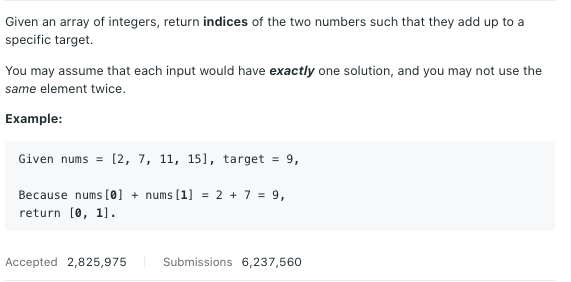 Given an array of integers, return indices of the two numbers such that they add up to a
specific target.
You may assume that each input would have exactly one solution, and you may not use the
same element twice.
Example:
Given nums = [2, 7, 11, 15], target = 9,
Because nums[0] + nums[1] = 2 + 7 = 9,
return [0, 1].
Accepted 2,825,975 Submissions 6,237,560